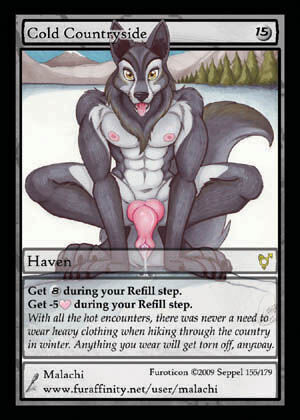 Cold Countryside 15
Haven
Get 8 during your Refill step.
Get -5 during your Refill step.
With all the hot encounters, there was never a need to
wear heavy clothing when hiking through the country
in winter. Anything you wear will get torn off, anyway.
Malachi Furoticon ©2009 Seppel 155/179
www.furaffinity.net/user/malachi